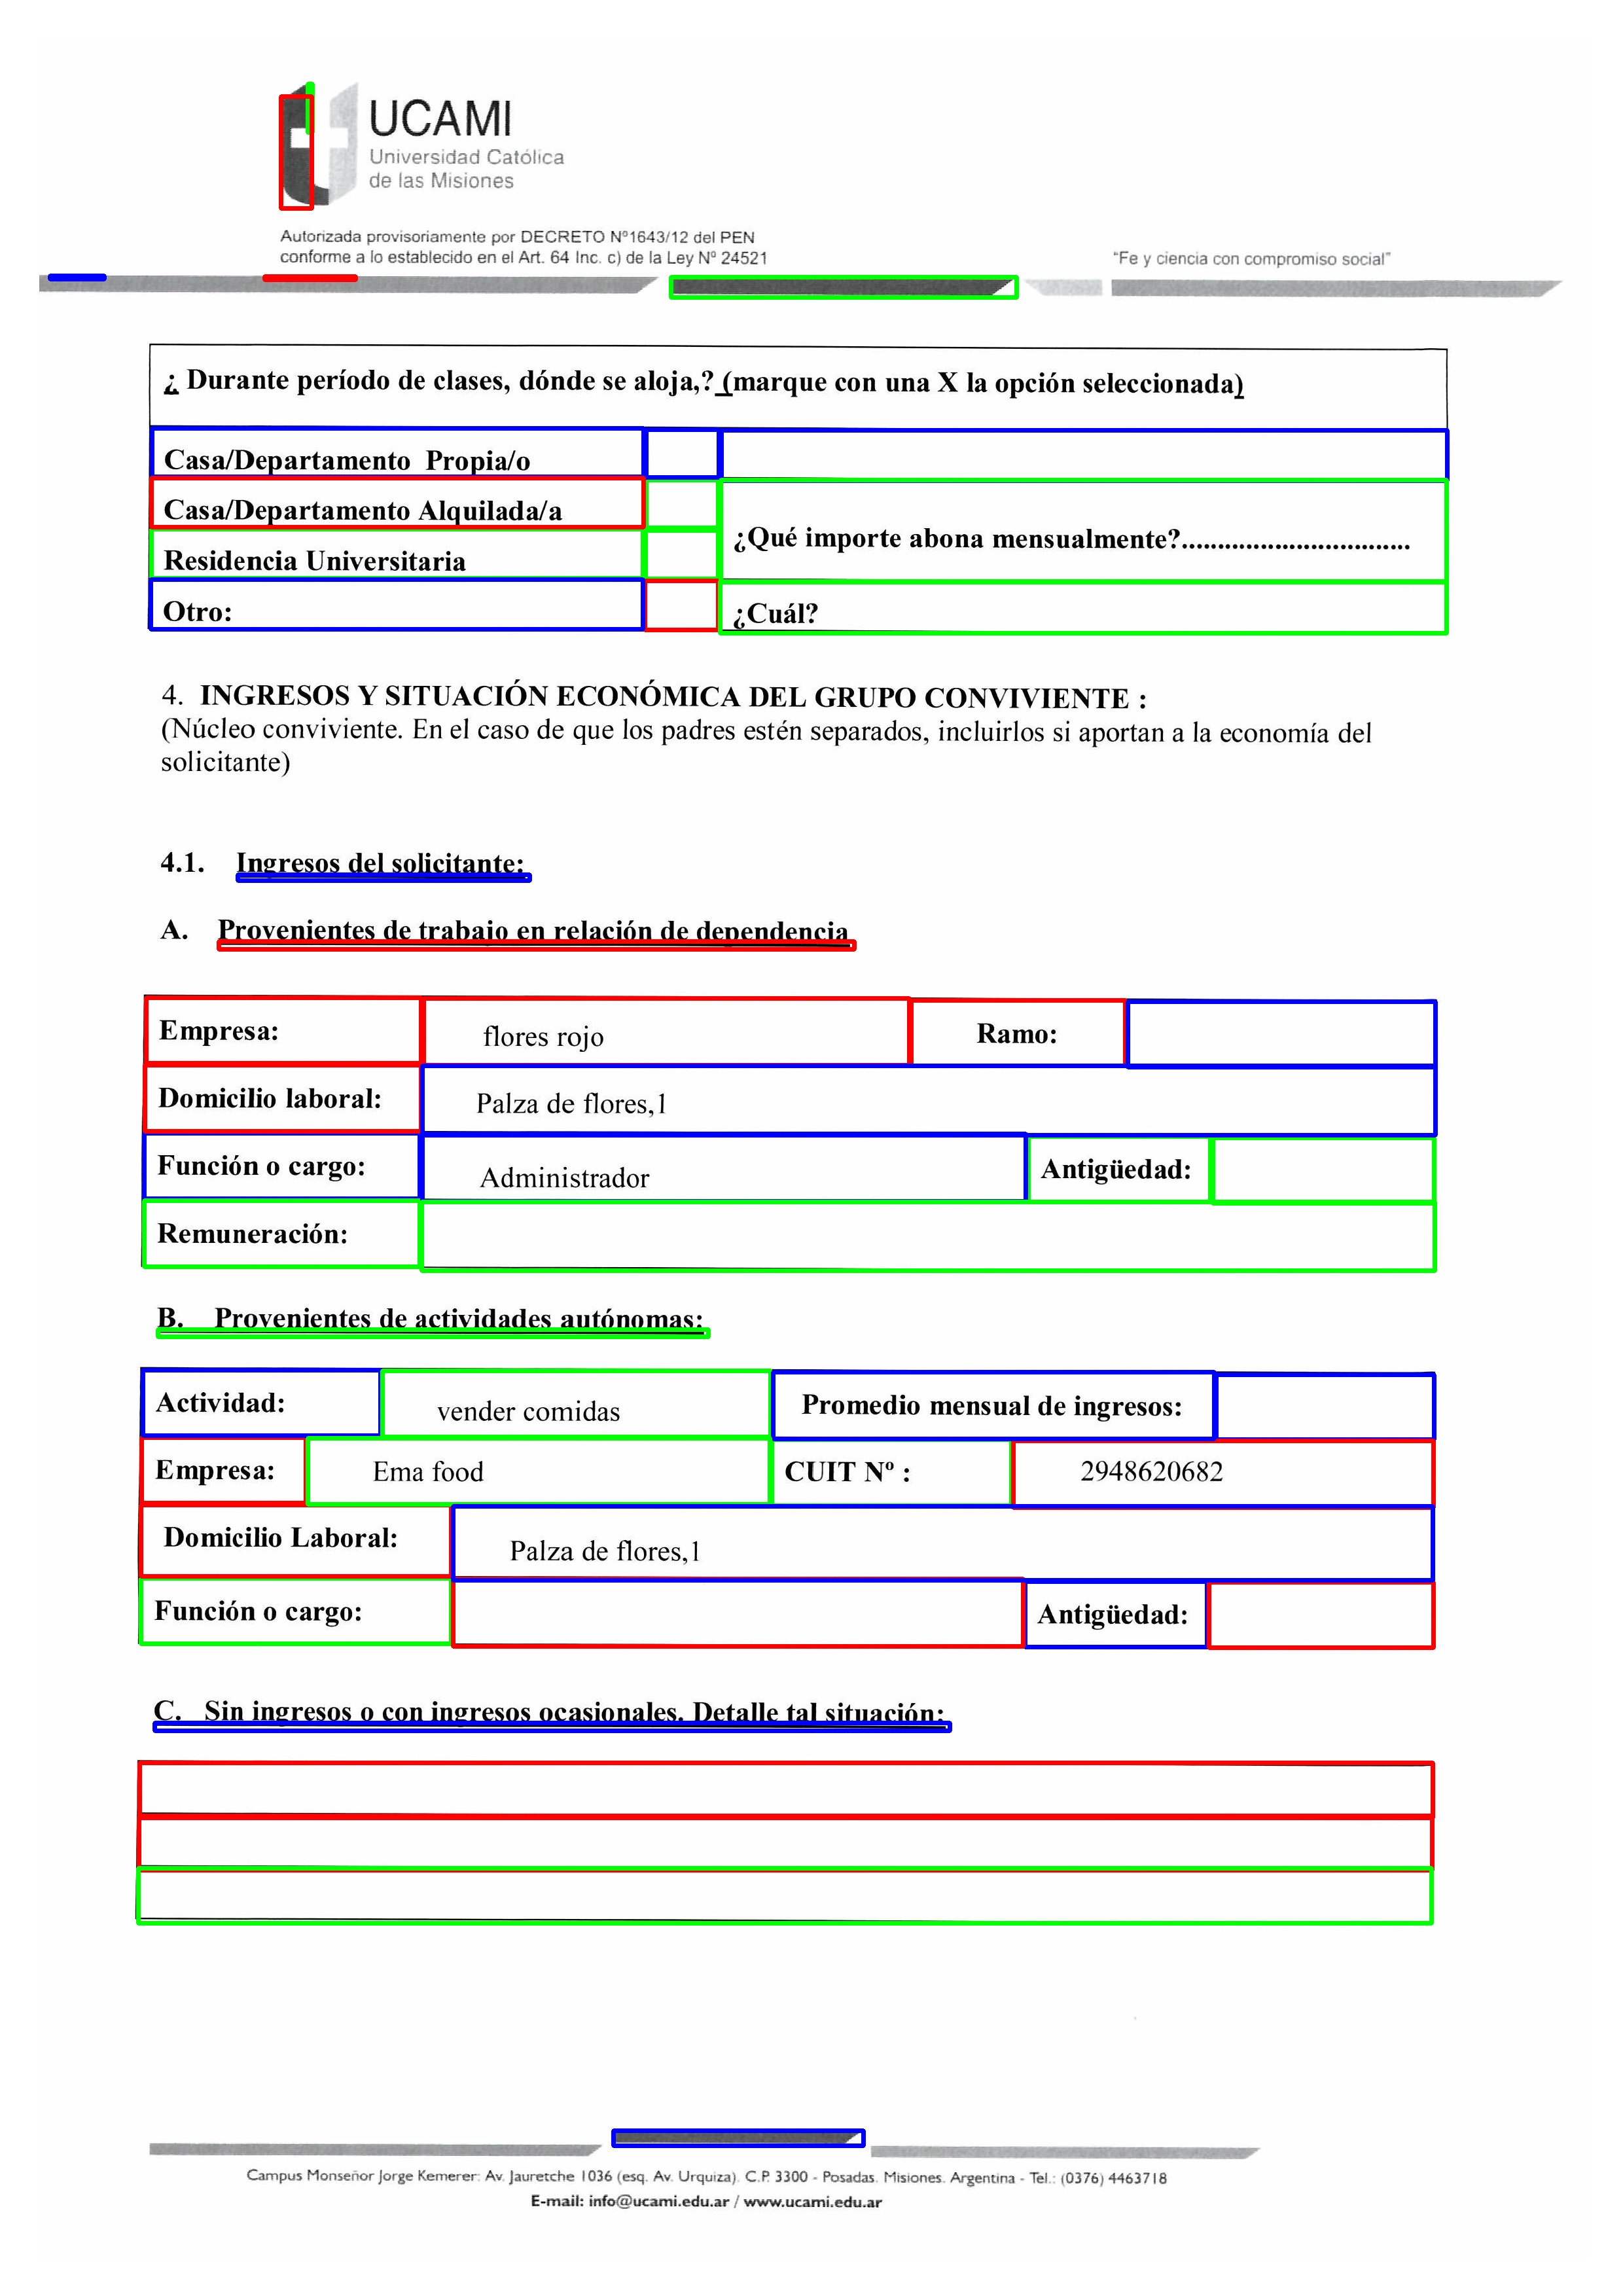 UCAMI
Universidad Católica
de las Misiones
Autorizada provisoriamente por DECRETO Nº1643/12 del PEN
conforme a lo establecido en el Art. 64 Inc. c) de la Ley Nº 24521
"Fe y ciencia con compromiso social"
¿ Durante período de clases, dónde se aloja,? (marque con una X la opción seleccionada)
Casa/Departamento Propia/o
Casa/Departamento Alquilada/a
¿Qué importe abona mensualmente?................................
Residencia Universitaria
Otro: ¿Cuál?
4. INGRESOS Y SITUACIÓN ECONÓMICA DEL GRUPO CONVIVIENTE :
(Núcleo conviviente. En el caso de que los padres estén separados, incluirlos si aportan a la economía del
solicitante)
4.1. Ingresos del solicitante:
A. Provenientes de trabajo en relación de dependencia
Empresa: flores rojo Ramo:
Domicilio laboral: Palza de flores,1
Función o cargo: Administrador Antigüedad:
Remuneración:
B. Provenientes de actividades autónomas:
Actividad: vender comidas Promedio mensual de ingresos:
Empresa: Ema food CUIT Nº : 2948620682
Domicilio Laboral: Palza de flores,1
Función o cargo: Antigüedad:
C. Sin ingresos o con ingresos ocasionales. Detalle tal situación:
Campus Monseñor Jorge Kemerer: Av. Jauretche 1036 (esq. Av. Urquiza). C.P. 3300 - Posadas. Misiones. Argentina - Tel.: (0376) 4463718
E-mail: info@ucami.edu.ar / www.ucami.edu.ar